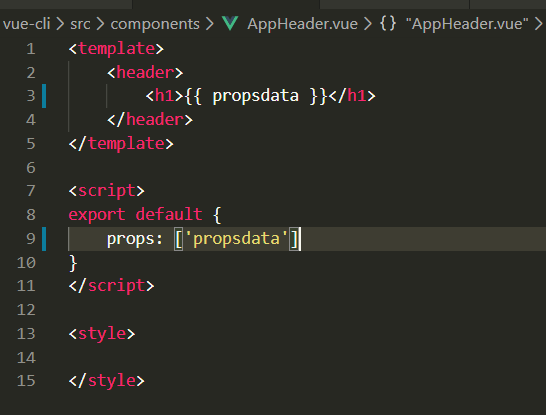 vue-cli > src > components > AppHeader.vue > {} "AppHeader.vue"
1 <template>
2     <header>
3         <h1>{{ propsdata }}</h1>
4     </header>
5 </template>
6
7 <script>
8 export default {
9     props: ['propsdata']
10 }
11 </script>
12
13 <style>
14
15 </style>